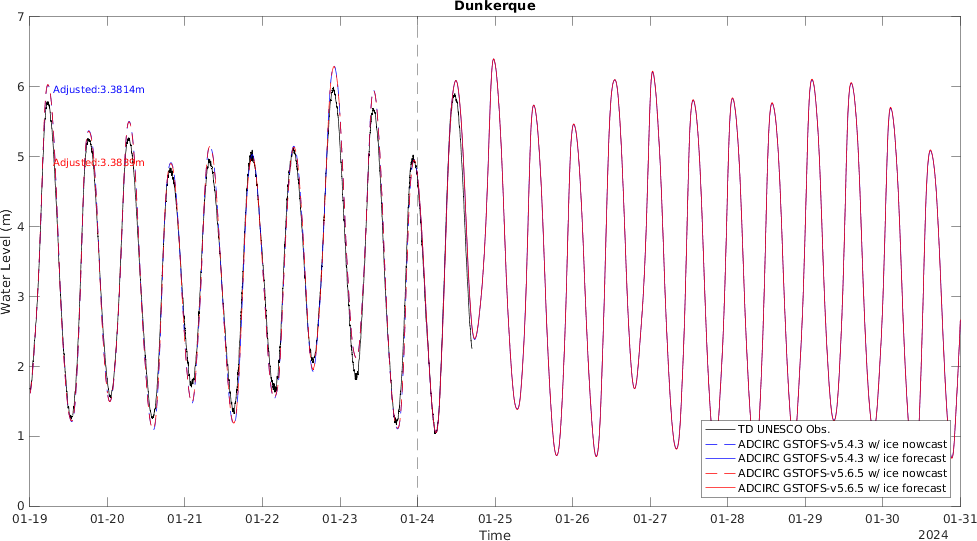 Dunkerque
7
6
5
4
3
2
1
0
Water Level (m)
Adjusted:3.3814m
Adjusted:3.3839m
TD UNESCO Obs.
ADCIRC GSTOFS-v5.4.3 w/ ice nowcast
ADCIRC GSTOFS-v5.4.3 w/ ice forecast
ADCIRC GSTOFS-v5.6.5 w/ ice nowcast
ADCIRC GSTOFS-v5.6.5 w/ ice forecast
01-19 01-20 01-21 01-22 01-23 01-24 01-25 01-26 01-27 01-28 01-29 01-30 01-31
Time
2024